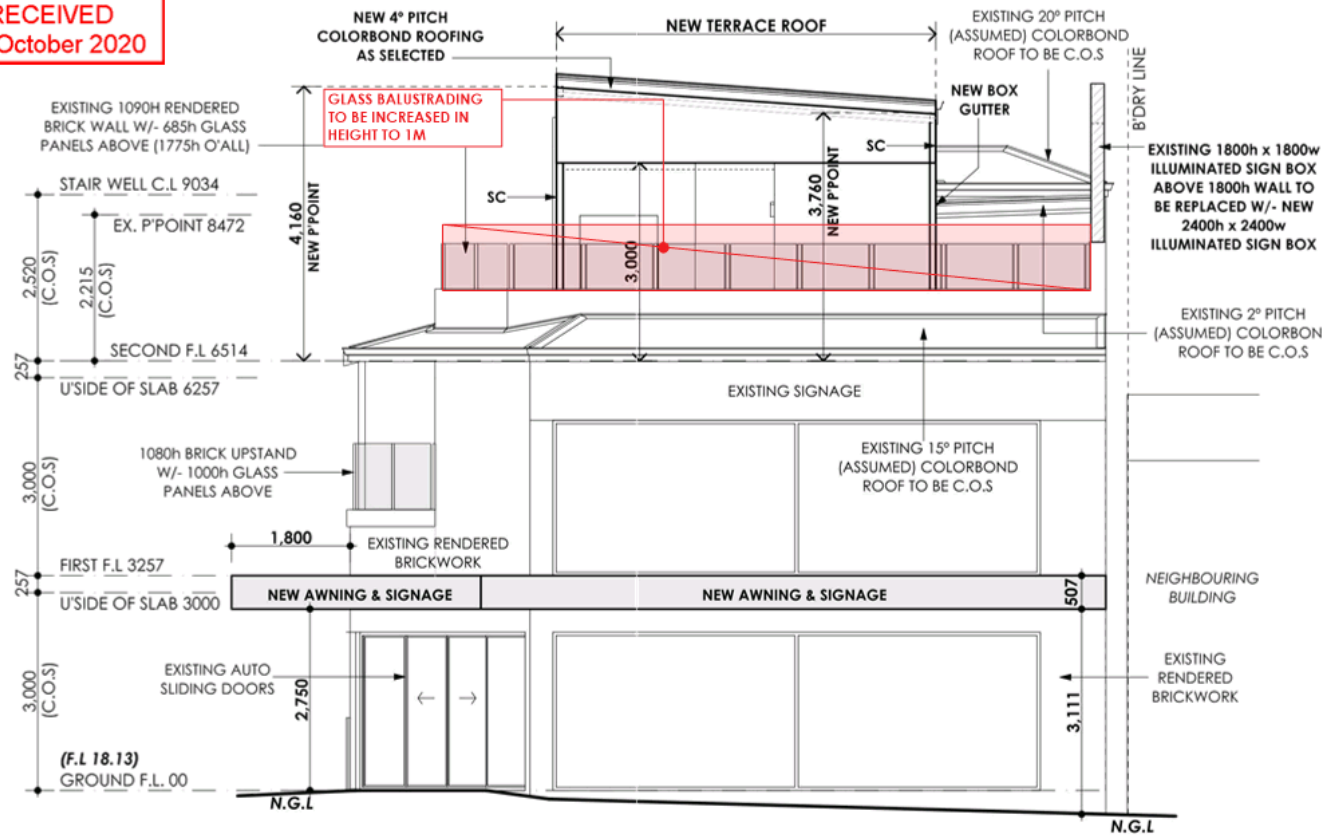 RECEIVED
October 2020
NEW 4° PITCH
COLORBOND ROOFING
AS SELECTED
NEW TERRACE ROOF
EXISTING 20° PITCH
(ASSUMED) COLORBOND
ROOF TO BE C.O.S
B'DRY LINE
EXISTING 1090H RENDERED
BRICK WALL W/- 685h GLASS
PANELS ABOVE (1775h O'ALL)
GLASS BALUSTRADING
TO BE INCREASED IN
HEIGHT TO 1M
NEW BOX
GUTTER
SC
EXISTING 1800h x 1800w
ILLUMINATED SIGN BOX
ABOVE 1800h WALL TO
BE REPLACED W/- NEW
2400h x 2400w
ILLUMINATED SIGN BOX
STAIR WELL C.L 9034
SC
EX. P'POINT 8472
4,160
NEW P'POINT
3,760
NEW P'POINT
3,000
2,520
(C.O.S)
2,215
(C.O.S)
EXISTING 2° PITCH
(ASSUMED) COLORBON
ROOF TO BE C.O.S
SECOND F.L 6514
257
U'SIDE OF SLAB 6257
EXISTING SIGNAGE
1080h BRICK UPSTAND
W/- 1000h GLASS
PANELS ABOVE
EXISTING 15° PITCH
(ASSUMED) COLORBOND
ROOF TO BE C.O.S
3,000
(C.O.S)
1,800
EXISTING RENDERED
BRICKWORK
FIRST F.L 3257
257
U'SIDE OF SLAB 3000
NEW AWNING & SIGNAGE
NEW AWNING & SIGNAGE
507
NEIGHBOURING
BUILDING
EXISTING AUTO
SLIDING DOORS
2,750
3,000
(C.O.S)
3,111
EXISTING
RENDERED
BRICKWORK
(F.L 18.13)
GROUND F.L. 00
N.G.L
N.G.L